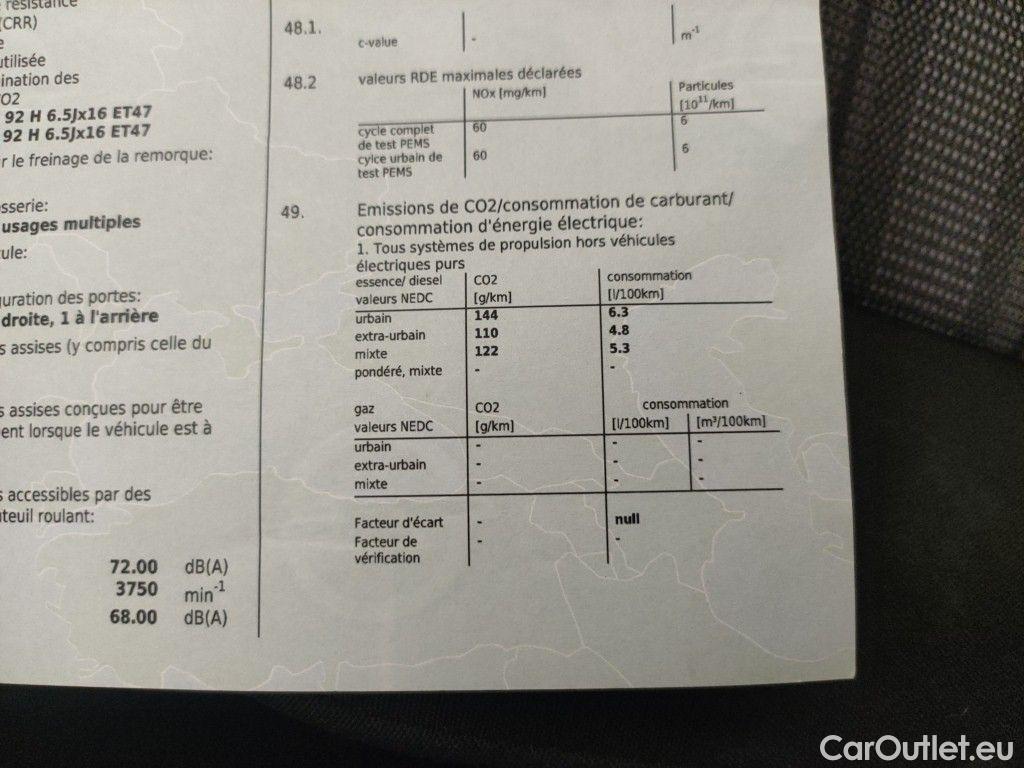 résistance
(CRR)
e
utilisée
ination des
O2
92 H 6.5Jx16 ET47
92 H 6.5Jx16 ET47
r le freinage de la remorque:
sserie:
usages multiples
ule:
guration des portes:
droite, 1 à l'arrière
s assises (y compris celle du
s assises conçues pour être
ent lorsque le véhicule est à
s accessibles par des
uteuil roulant:
72.00 dB(A)
3750 min-1
68.00 dB(A)
48.1.
c-value - m-1
48.2 valeurs RDE maximales déclarées
NOx [mg/km] Particules
[1011/km]
cycle complet 60 6
de test PEMS
cylce urbain de 60 6
test PEMS
49. Emissions de CO2/consommation de carburant/
consommation d'énergie électrique:
1. Tous systèmes de propulsion hors véhicules
électriques purs
essence/ diesel CO2 consommation
valeurs NEDC [g/km] [l/100km]
urbain 144 6.3
extra-urbain 110 4.8
mixte 122 5.3
pondéré, mixte - -
gaz CO2 consommation
valeurs NEDC [g/km] [l/100km] [m³/100km]
urbain - - -
extra-urbain - - -
mixte - - -
Facteur d'écart - null
Facteur de - -
vérification
CarOutlet.eu